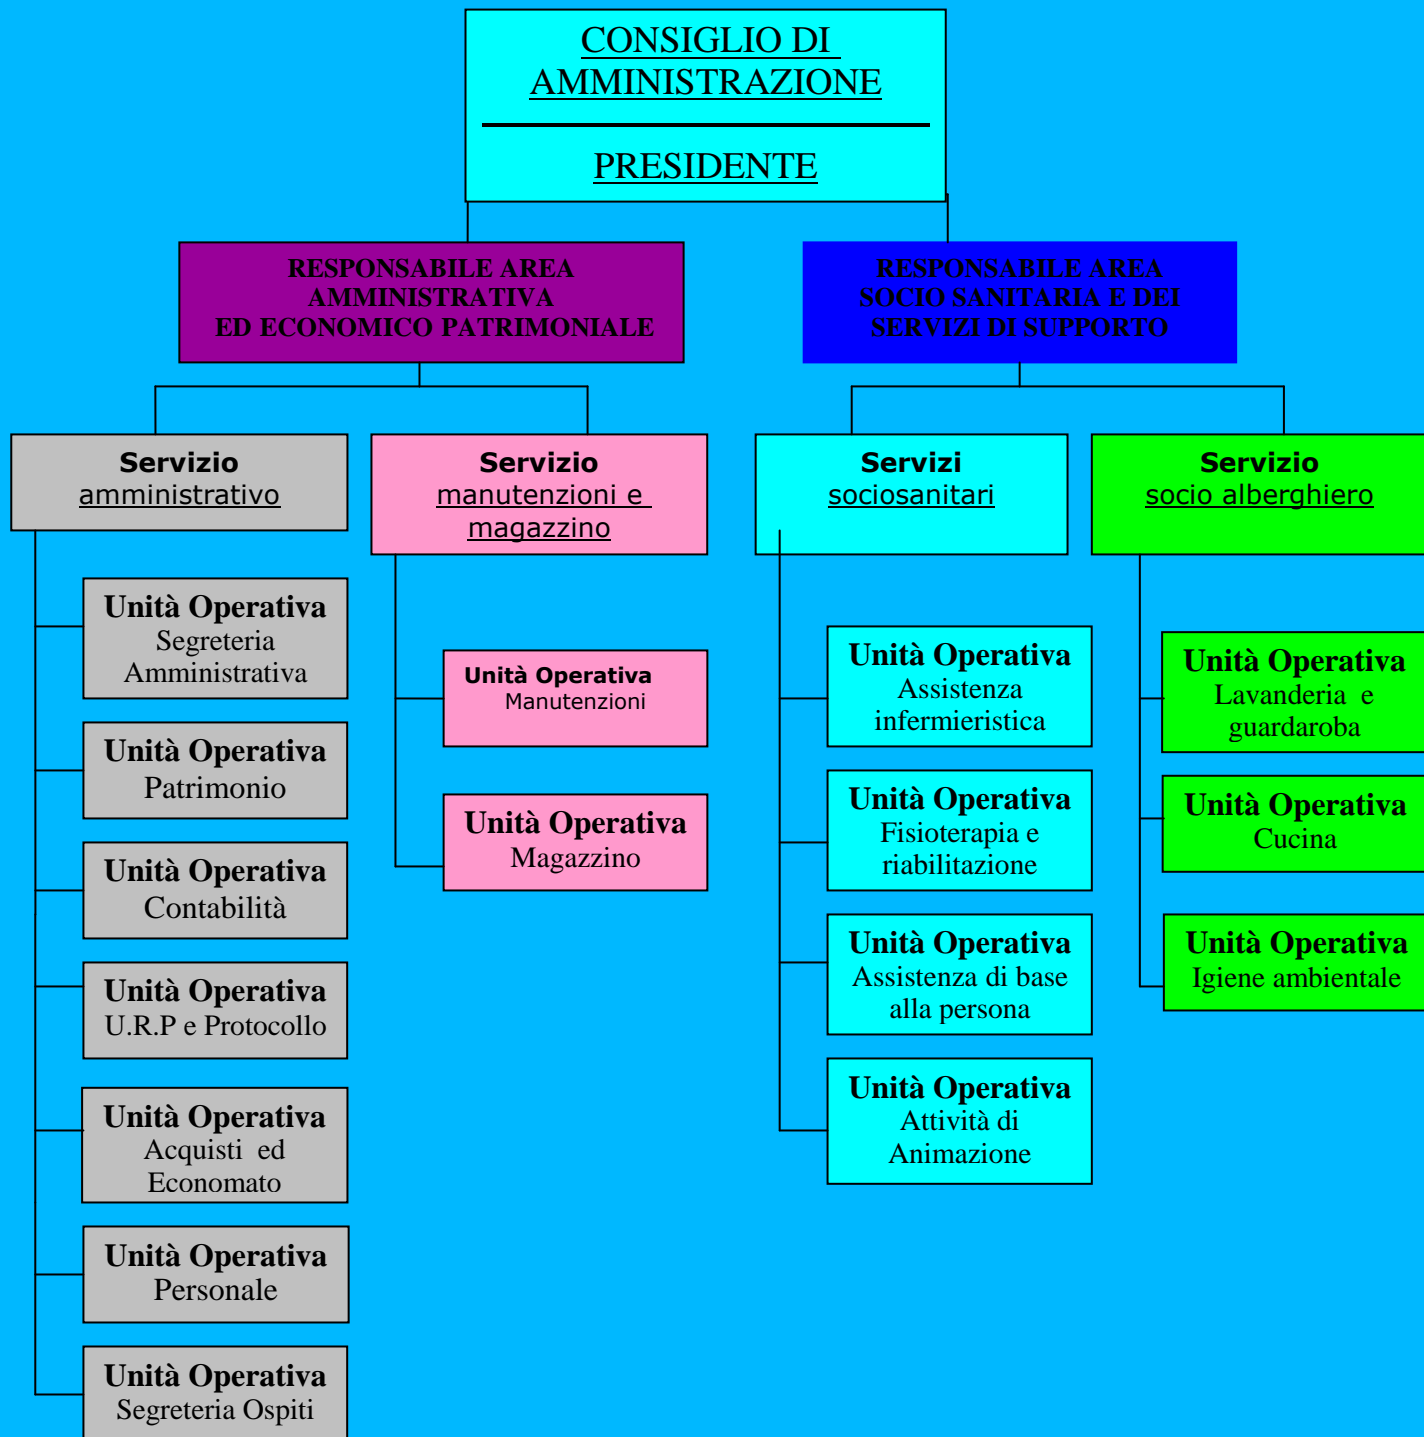 CONSIGLIO DI
AMMINISTRAZIONE
PRESIDENTE
RESPONSABILE AREA
AMMINISTRATIVA
ED ECONOMICO PATRIMONIALE
RESPONSABILE AREA
SOCIO SANITARIA E DEI
SERVIZI DI SUPPORTO
Servizio
amministrativo
Servizio
manutenzioni e
magazzino
Servizi
sociosanitari
Servizio
socio alberghiero
Unità Operativa
Segreteria
Amministrativa
Unità Operativa
Patrimonio
Unità Operativa
Contabilità
Unità Operativa
U.R.P e Protocollo
Unità Operativa
Acquisti ed
Economato
Unità Operativa
Personale
Unità Operativa
Segreteria Ospiti
Unità Operativa
Manutenzioni
Unità Operativa
Magazzino
Unità Operativa
Assistenza
infermieristica
Unità Operativa
Fisioterapia e
riabilitazione
Unità Operativa
Assistenza di base
alla persona
Unità Operativa
Attività di
Animazione
Unità Operativa
Lavanderia e
guardaroba
Unità Operativa
Cucina
Unità Operativa
Igiene ambientale